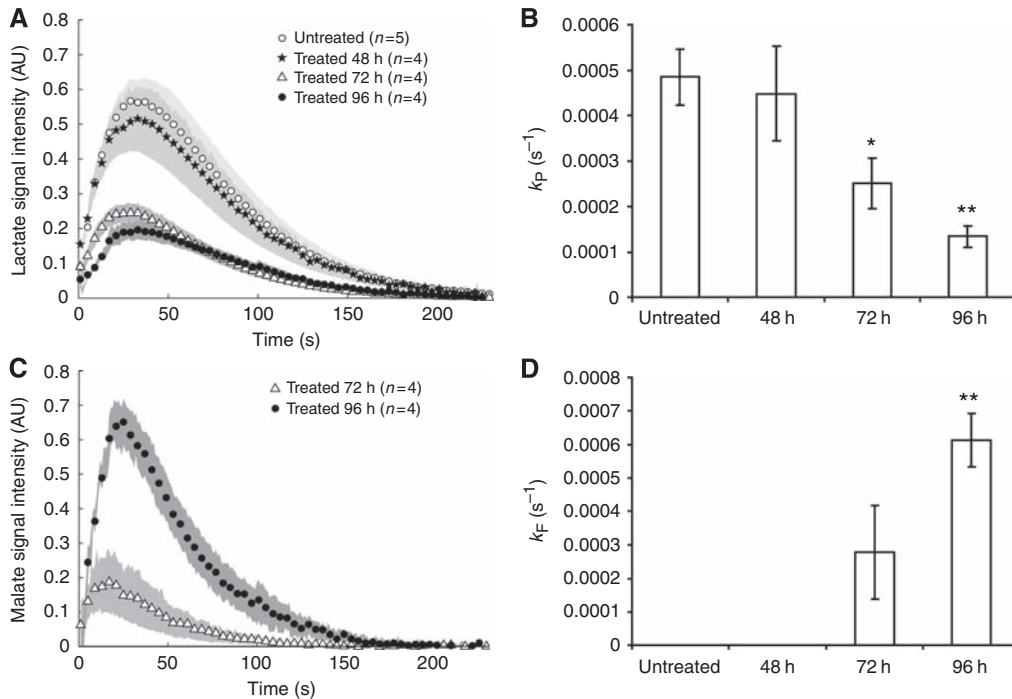 A
Lactate signal intensity (AU)
0.8
0.7
0.6
0.5
0.4
0.3
0.2
0.1
0
Untreated (n=5)
Treated 48 h (n=4)
Treated 72 h (n=4)
Treated 96 h (n=4)
0 50 100 150 200
Time (s)
B
kP (s−1)
0.0006
0.0005
0.0004
0.0003
0.0002
0.0001
0
*
**
Untreated 48 h 72 h 96 h
C
Malate signal intensity (AU)
0.8
0.7
0.6
0.5
0.4
0.3
0.2
0.1
0
Treated 72 h (n=4)
Treated 96 h (n=4)
0 50 100 150 200
Time (s)
D
kF (s−1)
0.0008
0.0007
0.0006
0.0005
0.0004
0.0003
0.0002
0.0001
0
**
Untreated 48 h 72 h 96 h